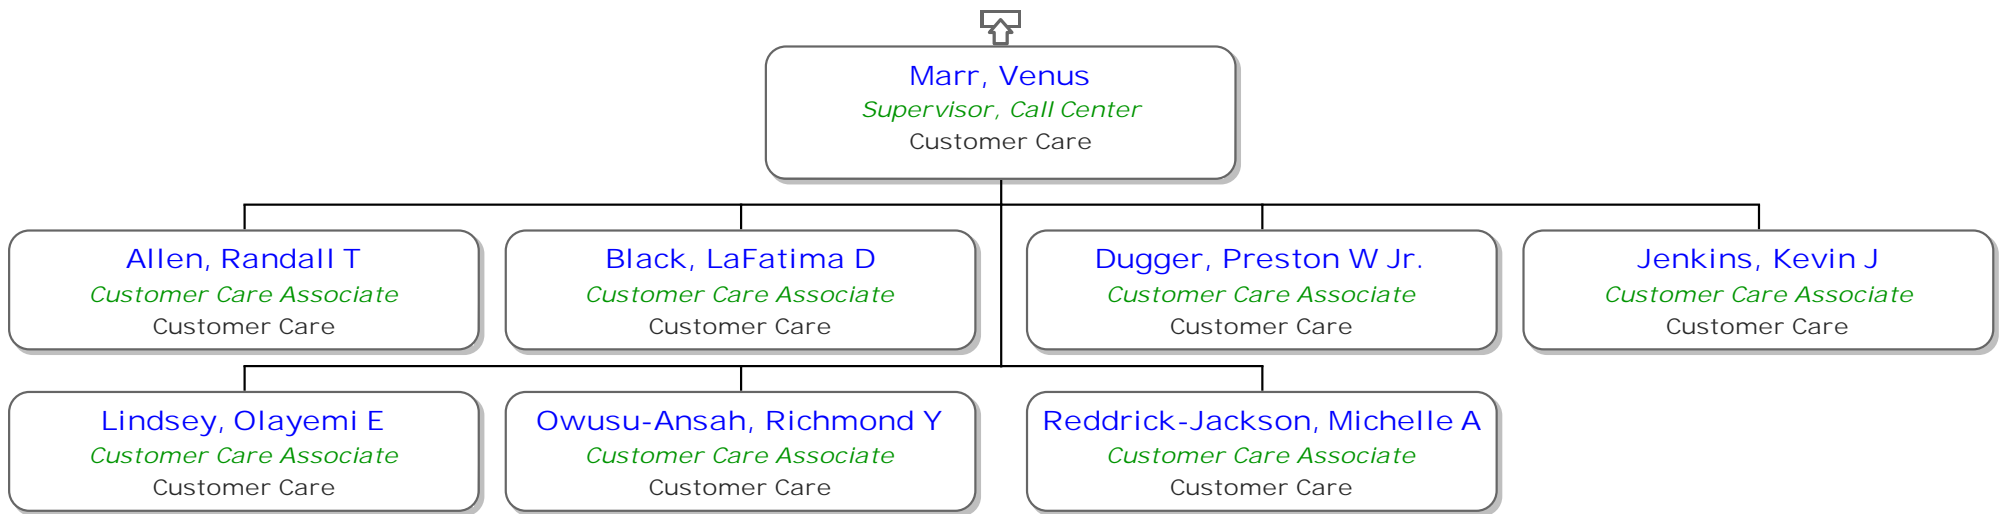 Marr, Venus
Supervisor, Call Center
Customer Care
Allen, Randall T
Customer Care Associate
Customer Care
Black, LaFatima D
Customer Care Associate
Customer Care
Dugger, Preston W Jr.
Customer Care Associate
Customer Care
Jenkins, Kevin J
Customer Care Associate
Customer Care
Lindsey, Olayemi E
Customer Care Associate
Customer Care
Owusu-Ansah, Richmond Y
Customer Care Associate
Customer Care
Reddrick-Jackson, Michelle A
Customer Care Associate
Customer Care